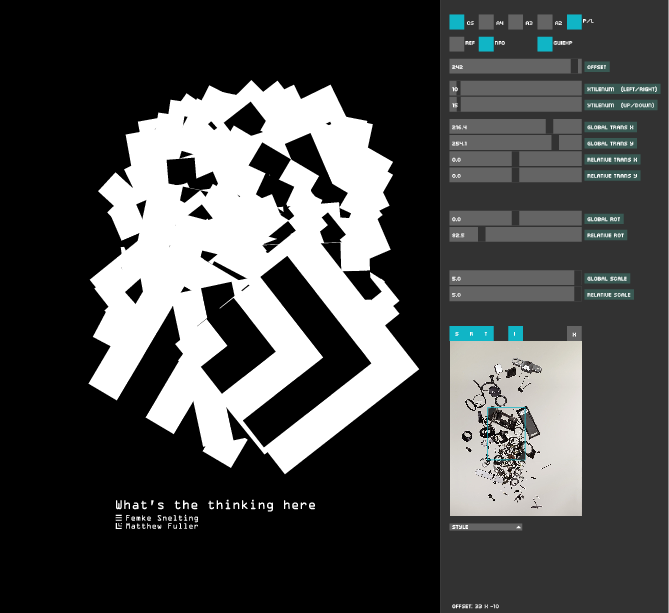 What's the thinking here
Femke Snelting
Matthew Fuller
CS
A4
A3
A2
P/L
REF
INFO
GUIDES
242
OFFSET
10
XTILENUM (LEFT/RIGHT)
15
YTILENUM (UP/DOWN)
216.4
GLOBAL TRANS X
254.1
GLOBAL TRANS Y
0.0
RELATIVE TRANS X
0.0
RELATIVE TRANS Y
0.0
GLOBAL ROT
82.5
RELATIVE ROT
5.0
GLOBAL SCALE
5.0
RELATIVE SCALE
S R T I X
STYLE
OFFSET: 33 X -10